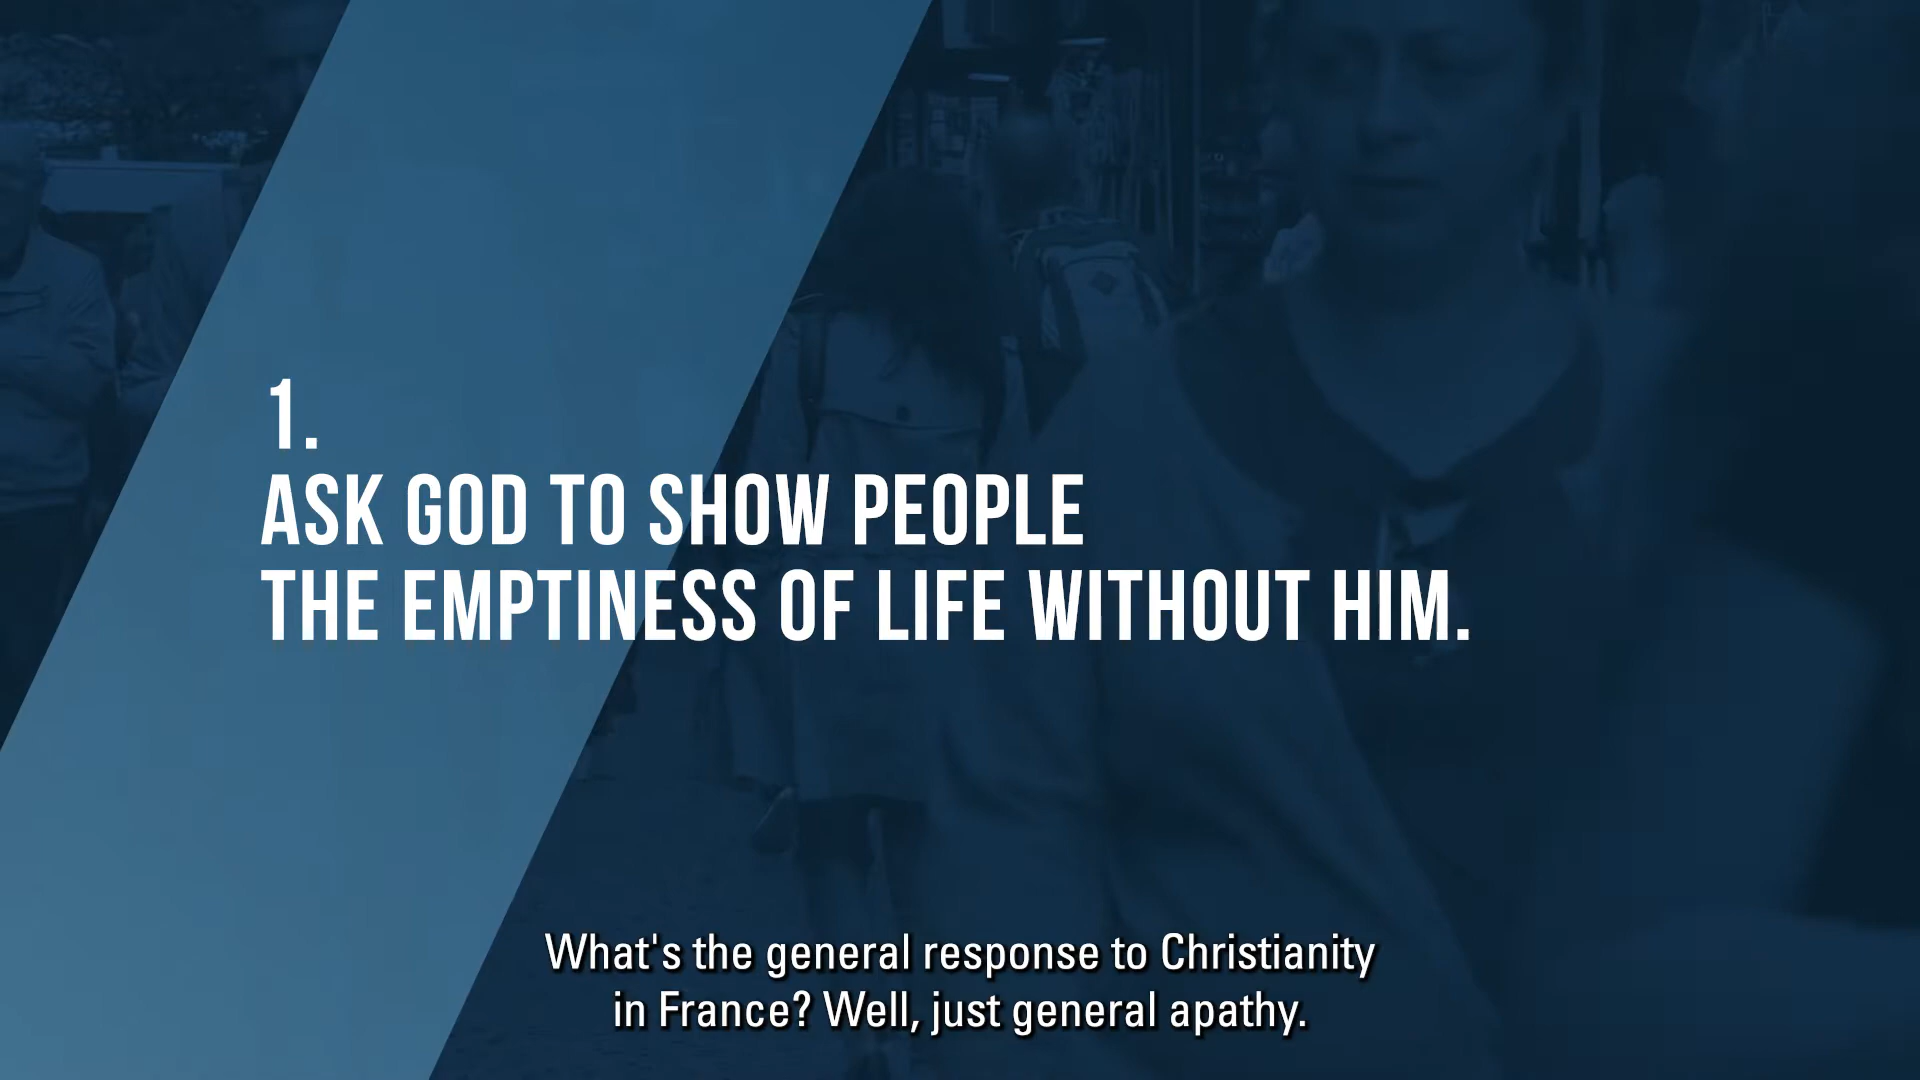 1.
ASK GOD TO SHOW PEOPLE
THE EMPTINESS OF LIFE WITHOUT HIM.
What's the general response to Christianity
in France? Well, just general apathy.